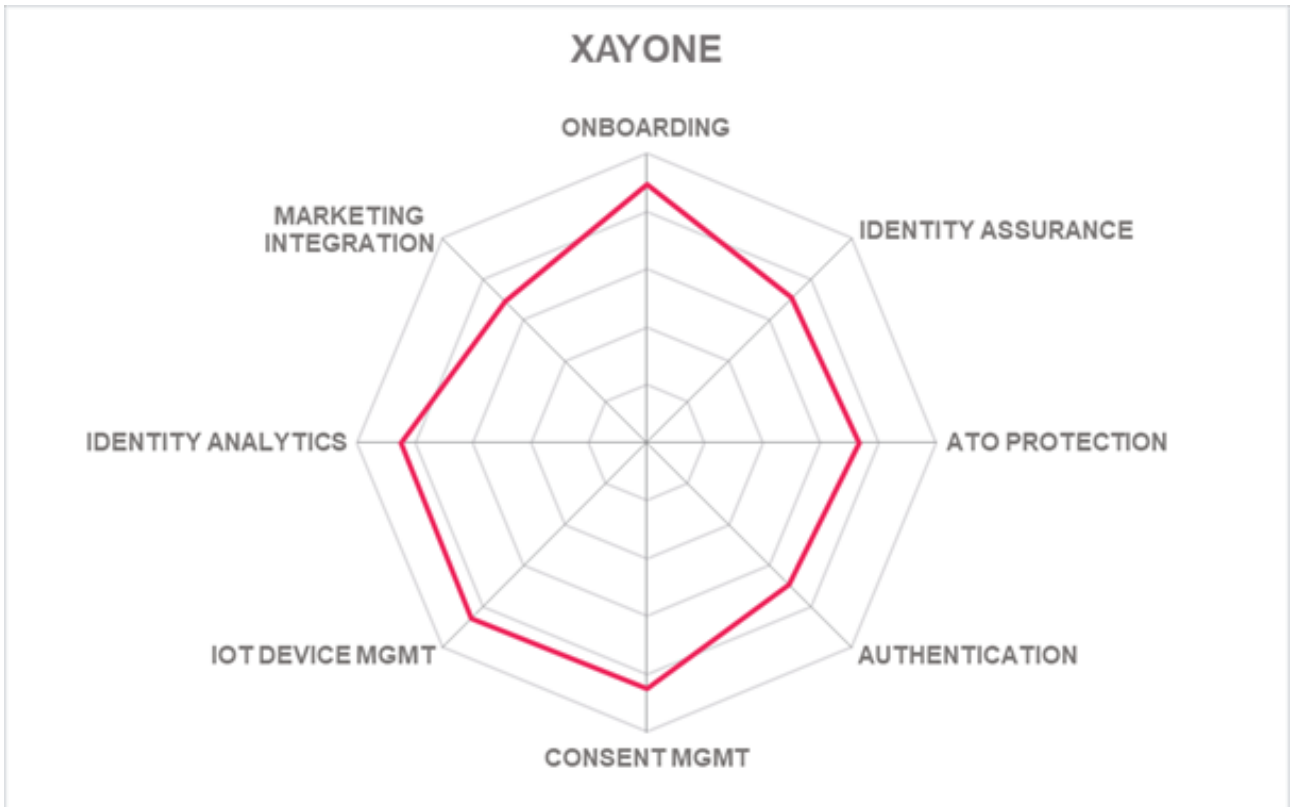 XAYONE
ONBOARDING
MARKETING
INTEGRATION
IDENTITY ASSURANCE
IDENTITY ANALYTICS
ATO PROTECTION
IOT DEVICE MGMT
AUTHENTICATION
CONSENT MGMT